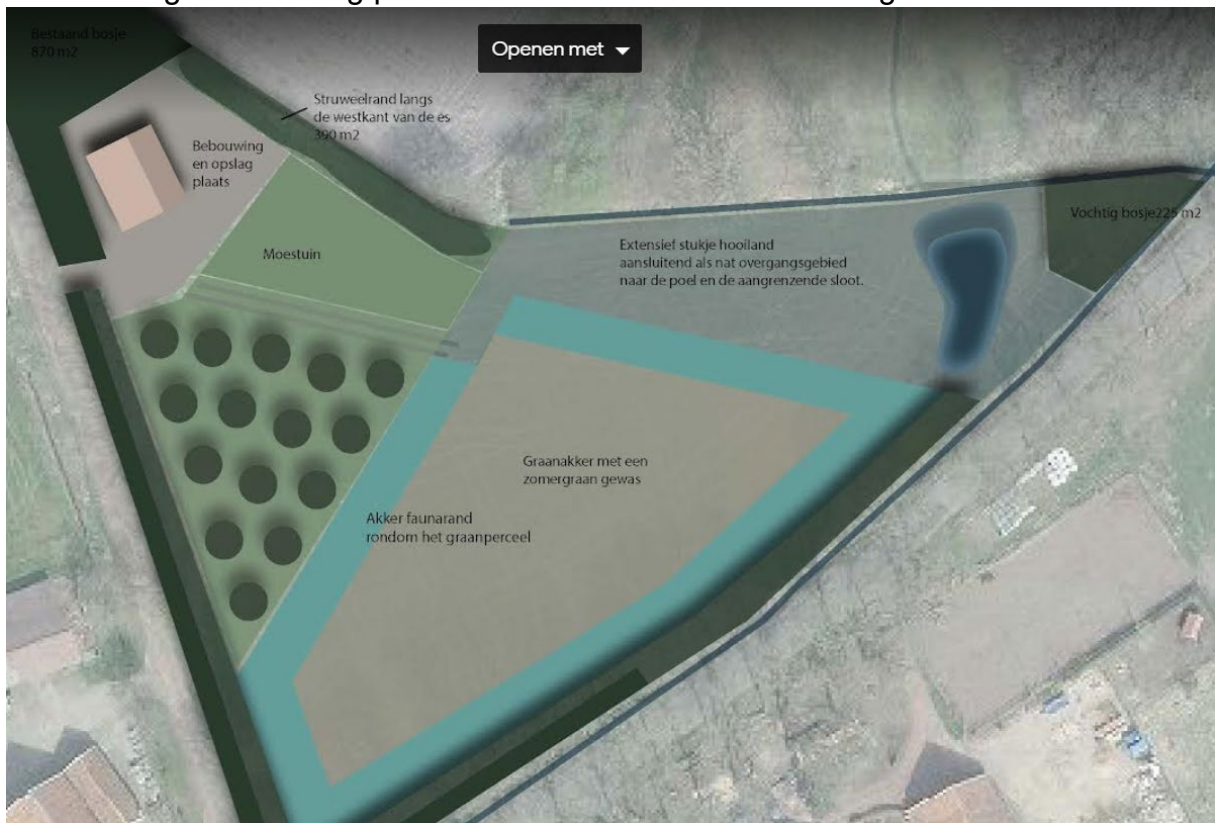 Bestaand bosje
870 m2
Openen met
Struweelrand langs
de westkant van de es
390 m2
Bebouwing
en opslag
plaats
Moestuin
Extensief stukje hooiland
aansluitend als nat overgangsgebied
naar de poel en de aangrenzende sloot.
Vochtig bosje225 m2
Graanakker met een
zomergraan gewas
Akker faunarand
rondom het graanperceel